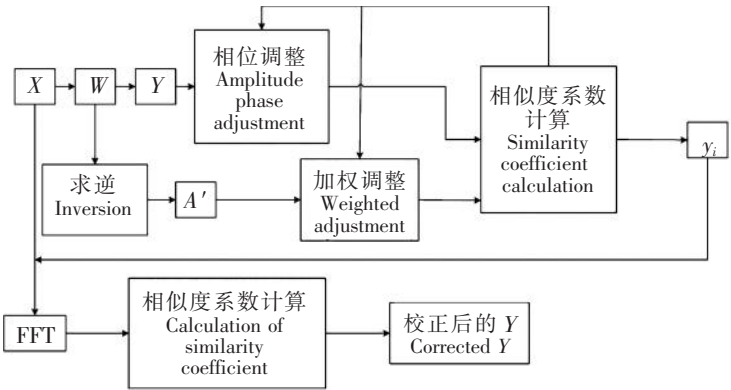 X
W
Y
相位调整
Amplitude
phase
adjustment
相似度系数
计算
Similarity
coefficient
calculation
yᵢ
求逆
Inversion
A′
加权调整
Weighted
adjustment
FFT
相似度系数计算
Calculation of
similarity
coefficient
校正后的 Y
Corrected Y